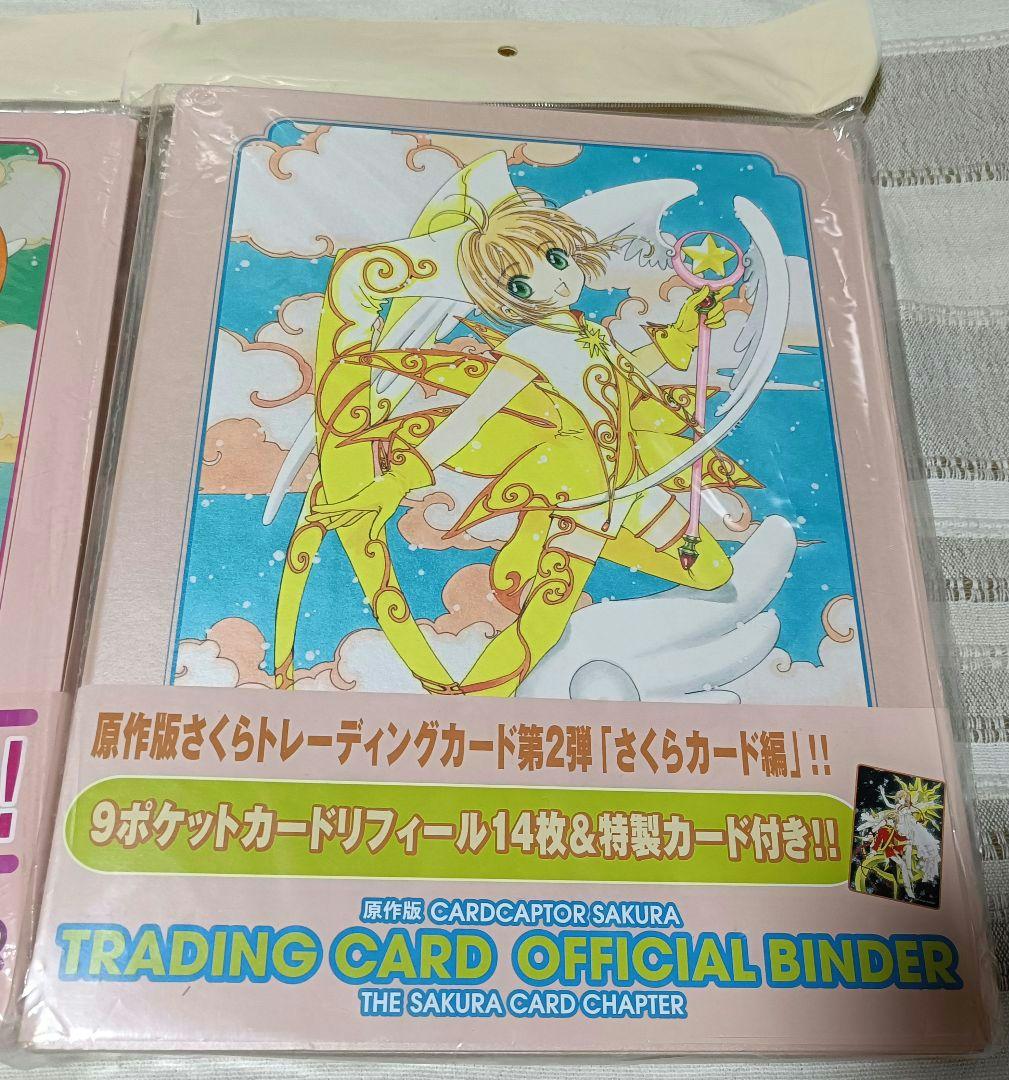 原作版さくらトレーディングカード第2弾「さくらカード編」!!
9ポケットカードリフィール14枚&特製カード付き!!
原作版 CARDCAPTOR SAKURA
TRADING CARD OFFICIAL BINDER
THE SAKURA CARD CHAPTER